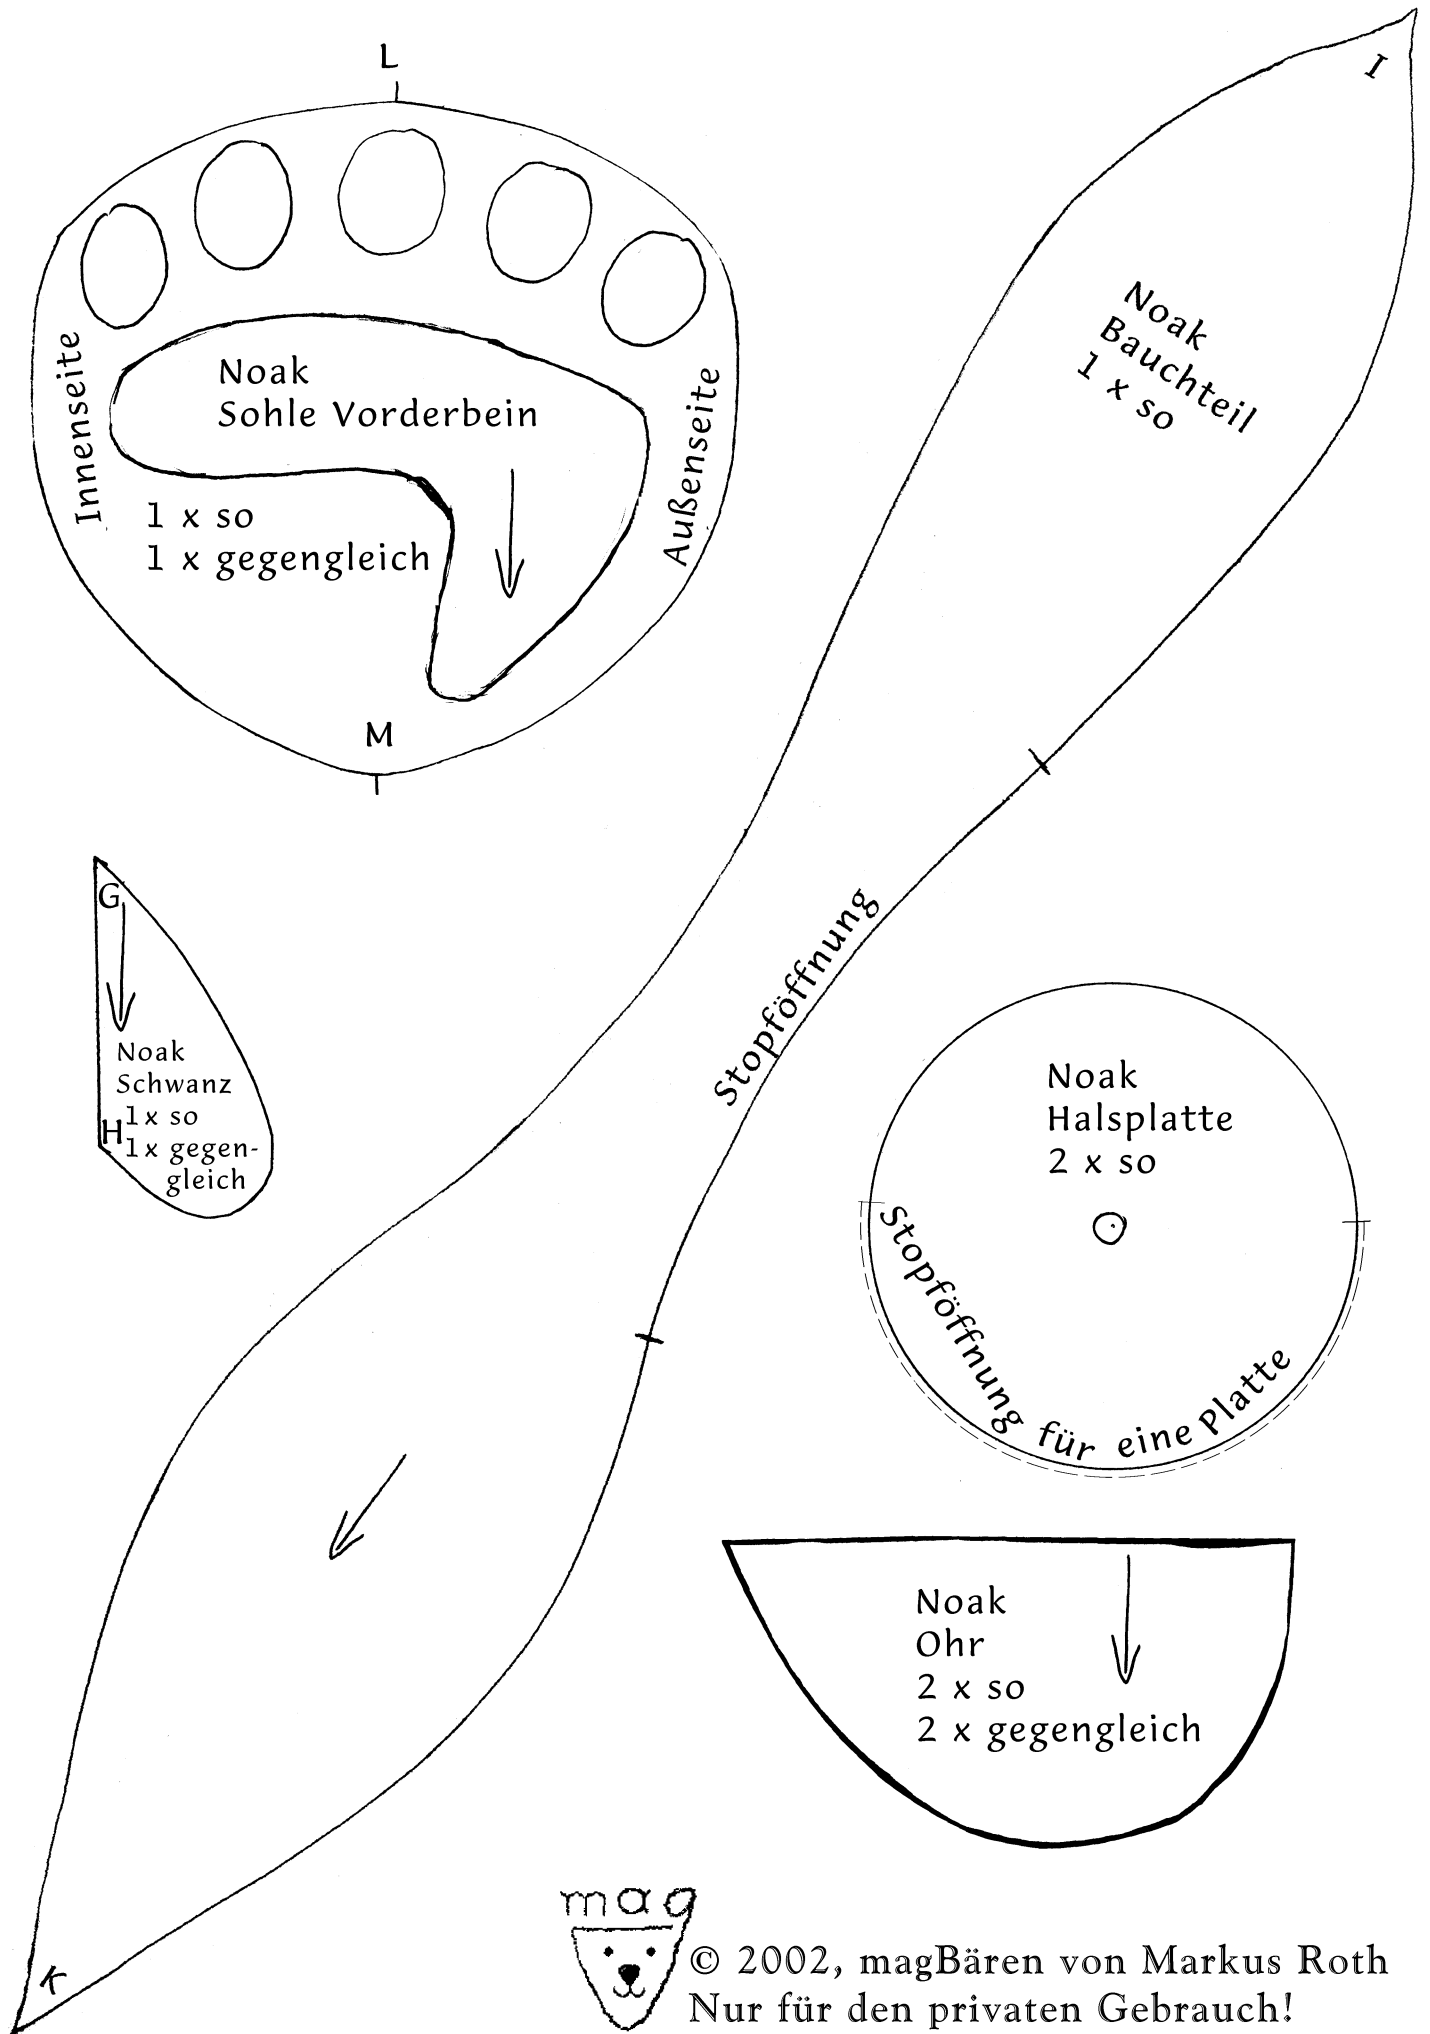 L
I
Noak
Sohle Vorderbein
Innenseite
Außenseite
1 x so
1 x gegengleich
M
Noak
Bauchteil
1 x so
Stopföffnung
G
Noak
Schwanz
1x so
H
1x gegen-
gleich
Noak
Halsplatte
2 x so
Stopföffnung für eine Platte
Noak
Ohr
2 x so
2 x gegengleich
K
mag
© 2002, magBären von Markus Roth
Nur für den privaten Gebrauch!